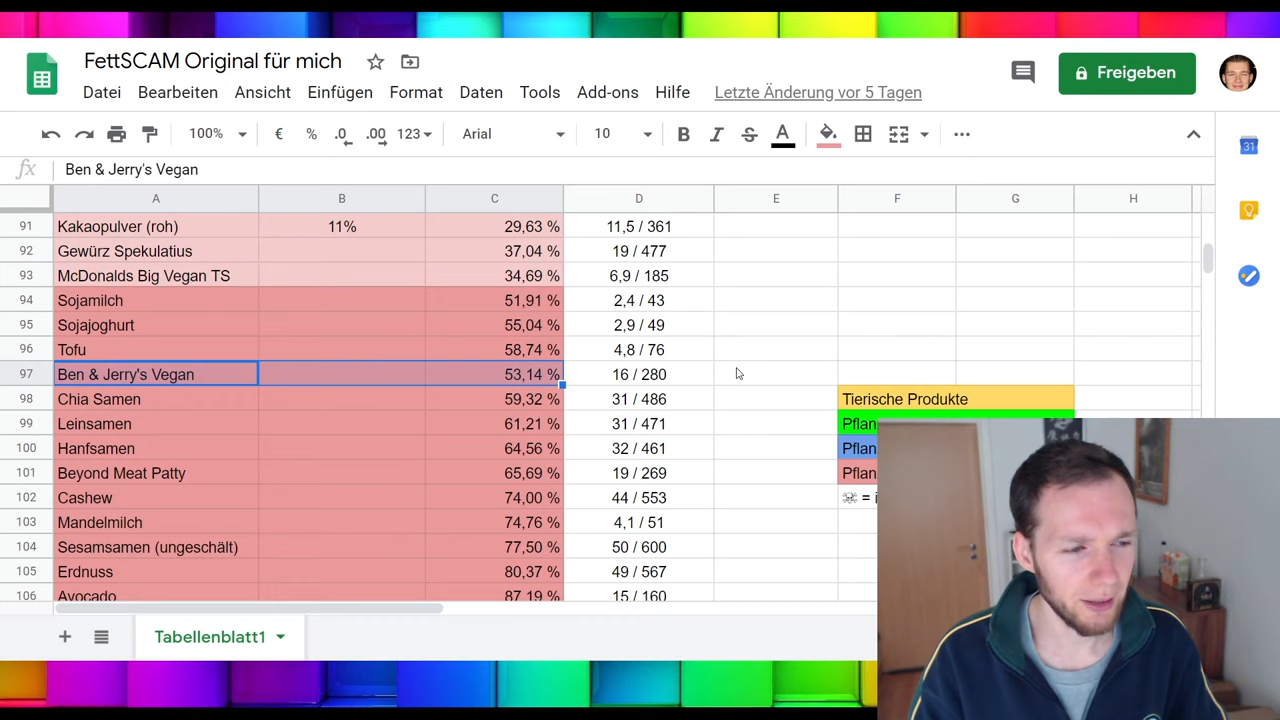 FettSCAM Original für mich
Freigeben
Datei Bearbeiten Ansicht Einfügen Format Daten Tools Add-ons Hilfe Letzte Änderung vor 5 Tagen
100% € % .0 .00 123 Arial 10 B I S A
31
fx Ben & Jerry's Vegan
A B C D E F G H
91 Kakaopulver (roh) 11% 29,63 % 11,5 / 361
92 Gewürz Spekulatius 37,04 % 19 / 477
93 McDonalds Big Vegan TS 34,69 % 6,9 / 185
94 Sojamilch 51,91 % 2,4 / 43
95 Sojajoghurt 55,04 % 2,9 / 49
96 Tofu 58,74 % 4,8 / 76
97 Ben & Jerry's Vegan 53,14 % 16 / 280
98 Chia Samen 59,32 % 31 / 486 Tierische Produkte
99 Leinsamen 61,21 % 31 / 471 Pflan
100 Hanfsamen 64,56 % 32 / 461 Pflan
101 Beyond Meat Patty 65,69 % 19 / 269 Pflan
102 Cashew 74,00 % 44 / 553 ☠ = i
103 Mandelmilch 74,76 % 4,1 / 51
104 Sesamsamen (ungeschält) 77,50 % 50 / 600
105 Erdnuss 80,37 % 49 / 567
106 Avocado 87,19 % 15 / 160
Tabellenblatt1